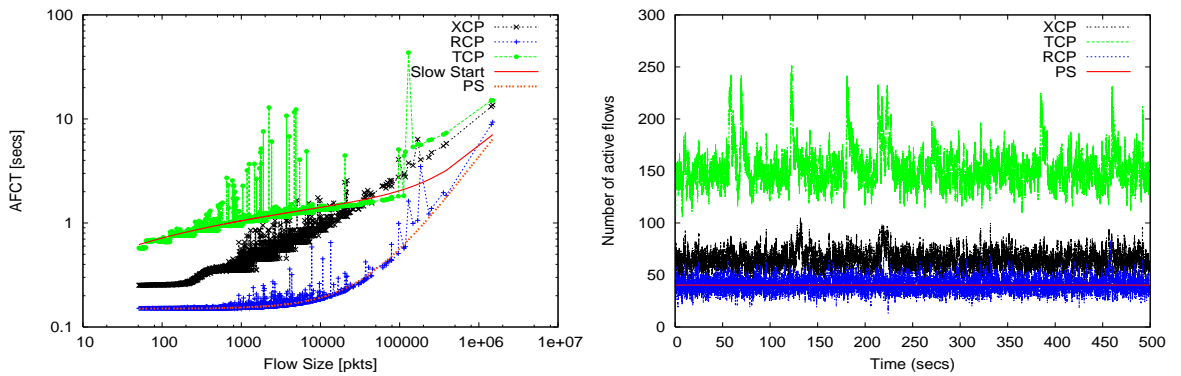 AFCT [secs]
100
10
1
0.1
10
100
1000
10000
100000
1e+06
1e+07
Flow Size [pkts]
XCP
RCP
TCP
Slow Start
PS
Number of active flows
300
250
200
150
100
50
0
0
50
100
150
200
250
300
350
400
450
500
Time (secs)
XCP
TCP
RCP
PS